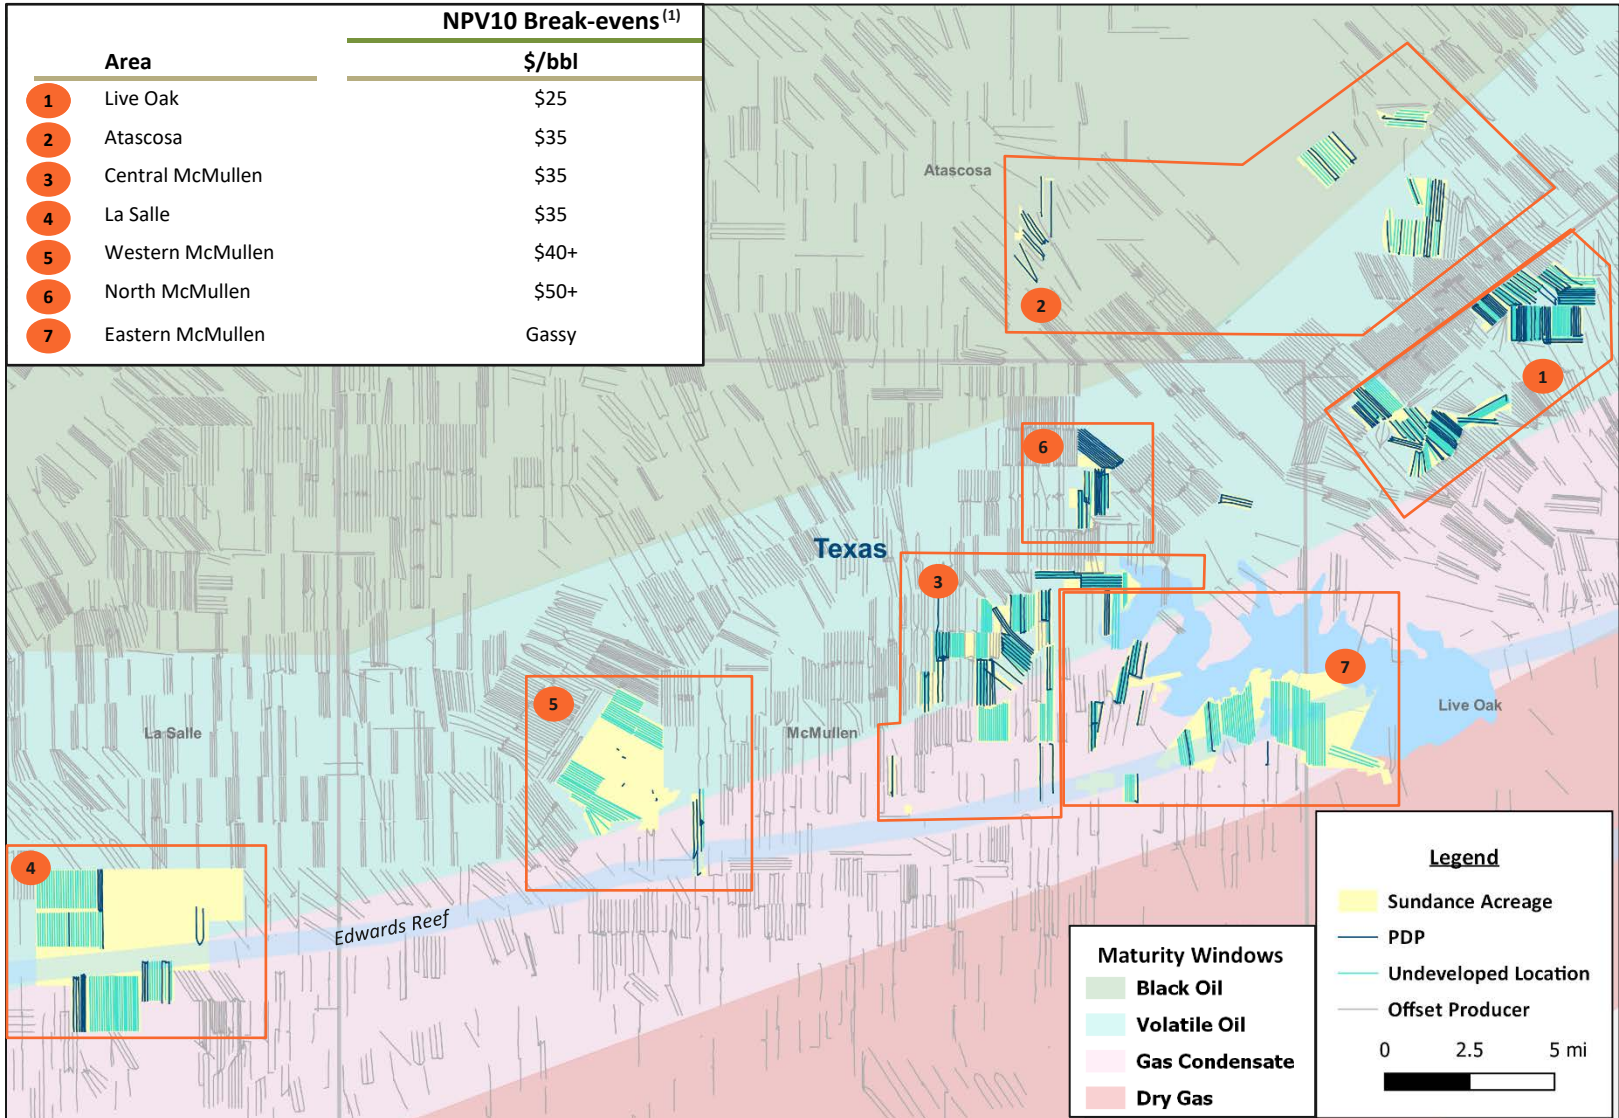 NPV10 Break-evens(1)
Area $/bbl
1 Live Oak $25
2 Atascosa $35
3 Central McMullen $35
4 La Salle $35
5 Western McMullen $40+
6 North McMullen $50+
7 Eastern McMullen Gassy
Atascosa
2
1
6
Texas
3
7
5
La Salle
McMullen
Live Oak
4
Edwards Reef
Maturity Windows
Black Oil
Volatile Oil
Gas Condensate
Dry Gas
Legend
Sundance Acreage
PDP
Undeveloped Location
Offset Producer
0 2.5 5 mi